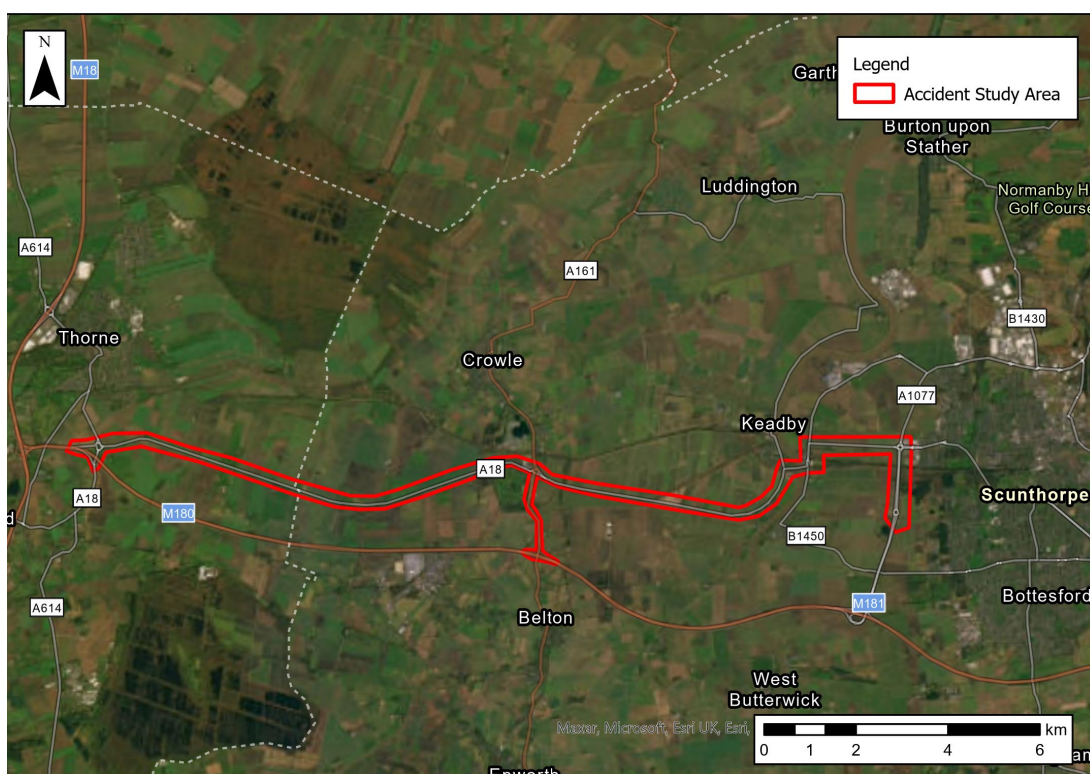 N
M18
Legend
Accident Study Area
Garth
Burton upon
Stather
Luddington
Normanby H
Golf Course
A614
A161
B1430
Thorne
Crowle
A1077
Keadby
A18
A18
Scunthorpe
M180
B1450
A614
M181
Bottesford
Belton
West
Butterwick
Maxar, Microsoft, Esri UK, Esri,
km
0 1 2 4 6
Epworth